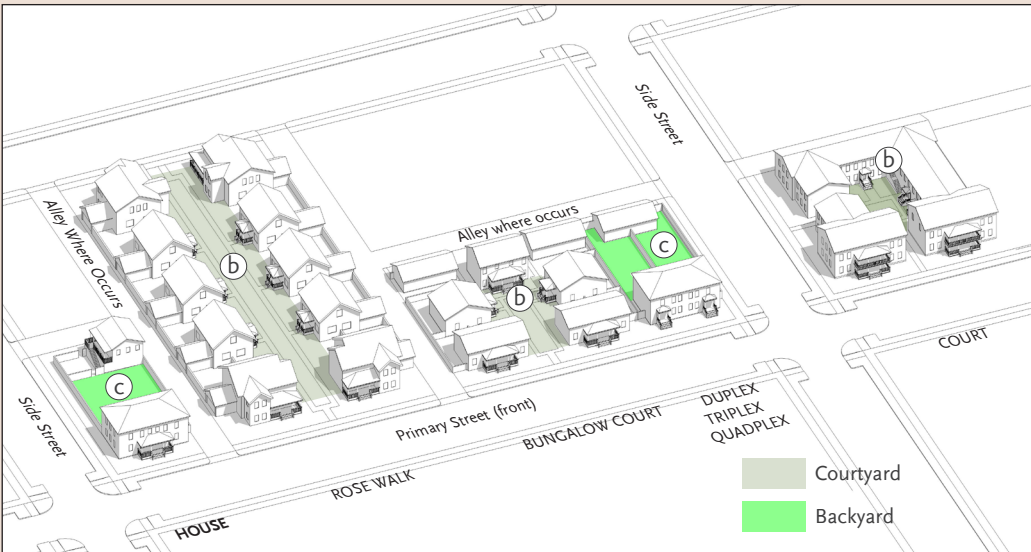 Side Street
b
Alley Where Occurs
Alley where occurs
c
b
b
c
Side Street
Primary Street (front)
COURT
DUPLEX
TRIPLEX
QUADPLEX
BUNGALOW COURT
ROSE WALK
HOUSE
Courtyard
Backyard